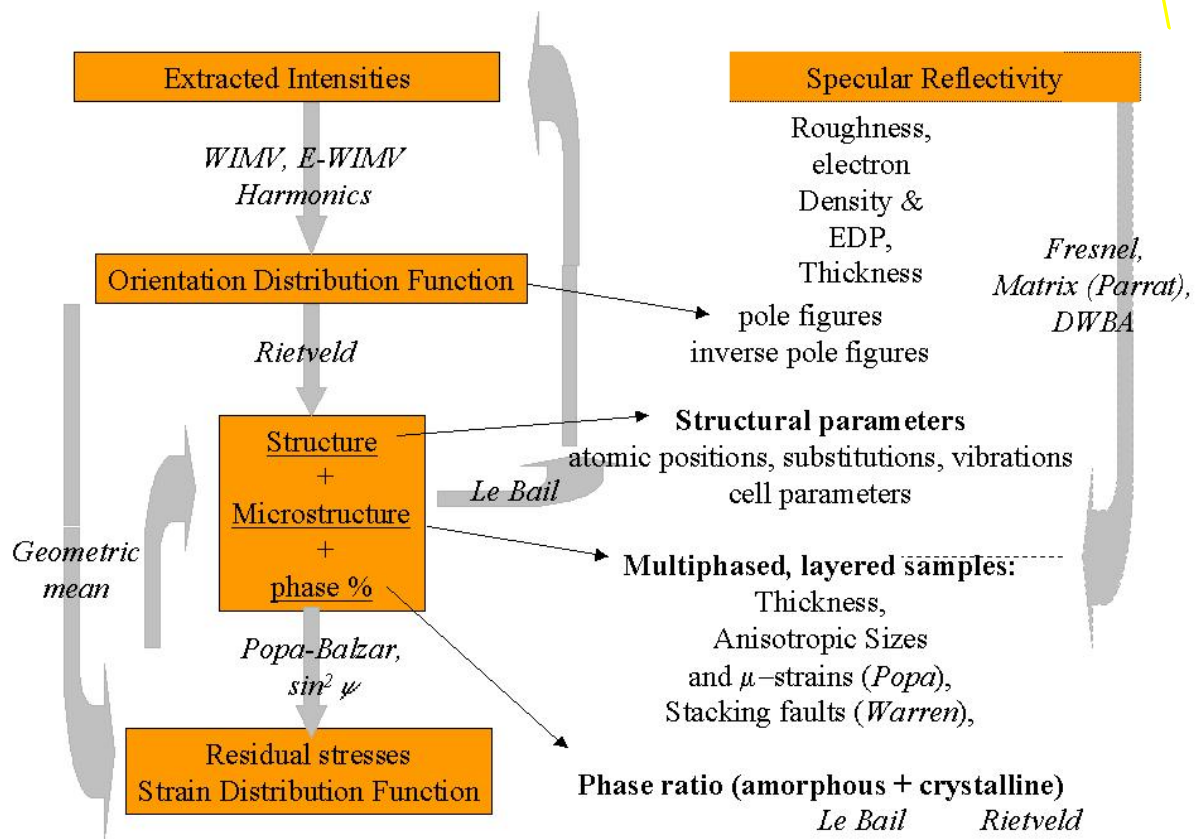 Extracted Intensities
WIMV, E-WIMV
Harmonics
Orientation Distribution Function
Rietveld
Structure
+
Microstructure
+
phase %
Le Bail
Geometric
mean
Popa-Balzar,
sin² ψ
Residual stresses
Strain Distribution Function
Specular Reflectivity
Roughness,
electron
Density &
EDP,
Thickness
Fresnel,
Matrix (Parrat),
DWBA
pole figures
inverse pole figures
Structural parameters
atomic positions, substitutions, vibrations
cell parameters
Multiphased, layered samples:
Thickness,
Anisotropic Sizes
and μ–strains (Popa),
Stacking faults (Warren),
Phase ratio (amorphous + crystalline)
Le Bail Rietveld